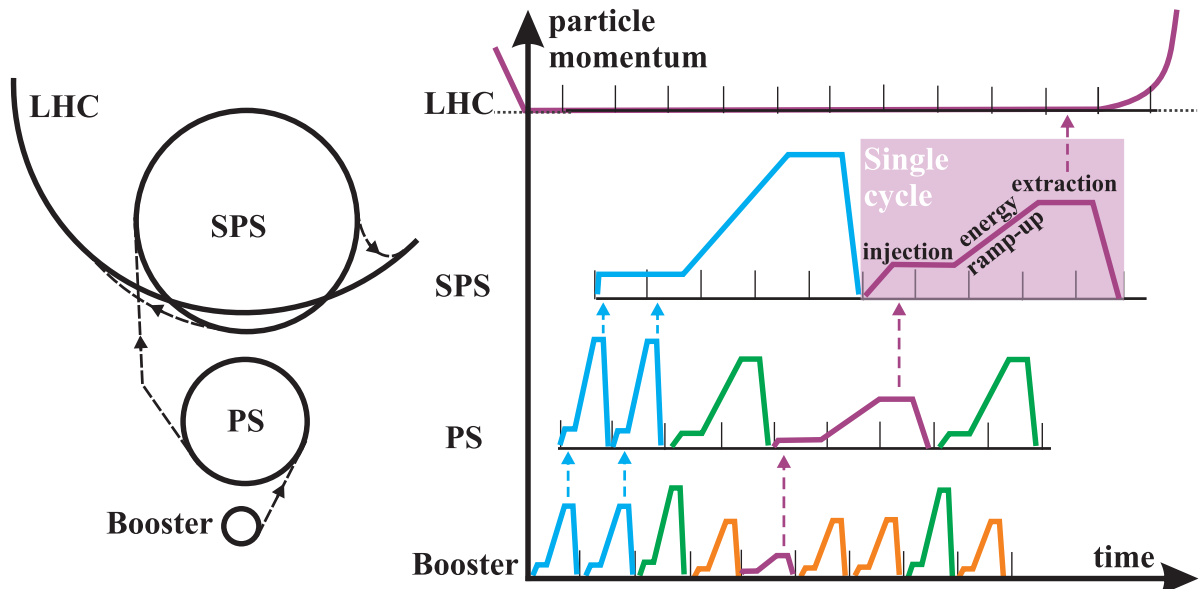 LHC
SPS
PS
Booster
particle
momentum
LHC
Single
cycle
extraction
energy
ramp-up
injection
SPS
PS
Booster
time